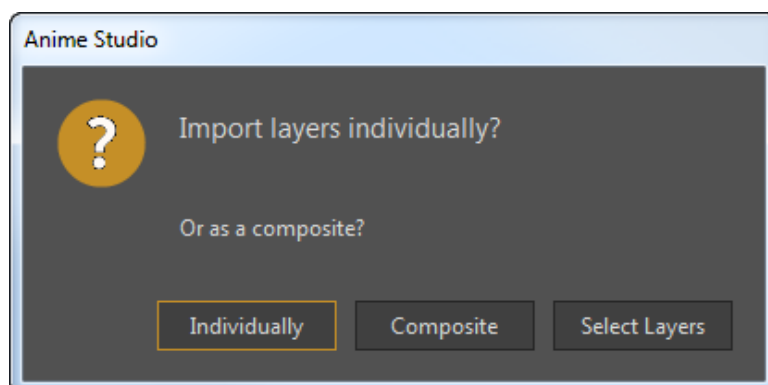 Anime Studio
Import layers individually?
Or as a composite?
Individually
Composite
Select Layers